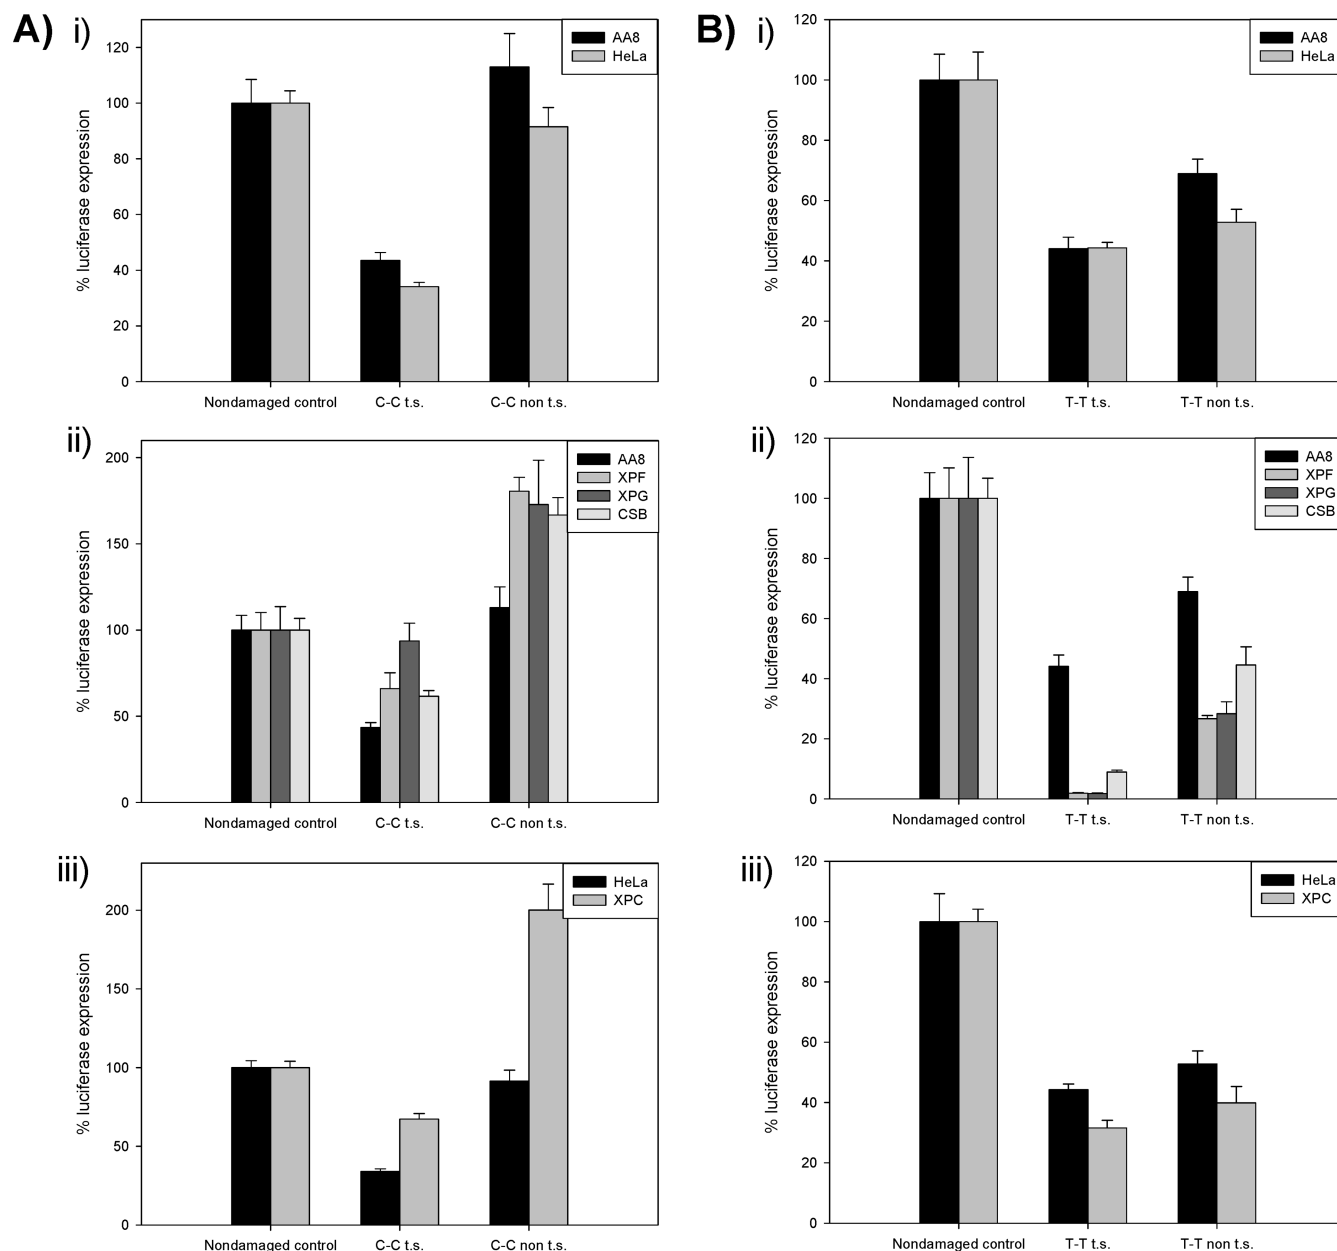 A) i)
% luciferase expression
120
100
80
60
40
20
0
AA8
HeLa
Nondamaged control C-C t.s. C-C non t.s.
B) i)
% luciferase expression
120
100
80
60
40
20
0
AA8
HeLa
Nondamaged control T-T t.s. T-T non t.s.
ii)
% luciferase expression
200
150
100
50
0
AA8
XPF
XPG
CSB
Nondamaged control C-C t.s. C-C non t.s.
ii)
% luciferase expression
120
100
80
60
40
20
0
AA8
XPF
XPG
CSB
Nondamaged control T-T t.s. T-T non t.s.
iii)
% luciferase expression
200
150
100
50
0
HeLa
XPC
Nondamaged control C-C t.s. C-C non t.s.
iii)
% luciferase expression
120
100
80
60
40
20
0
HeLa
XPC
Nondamaged control T-T t.s. T-T non t.s.